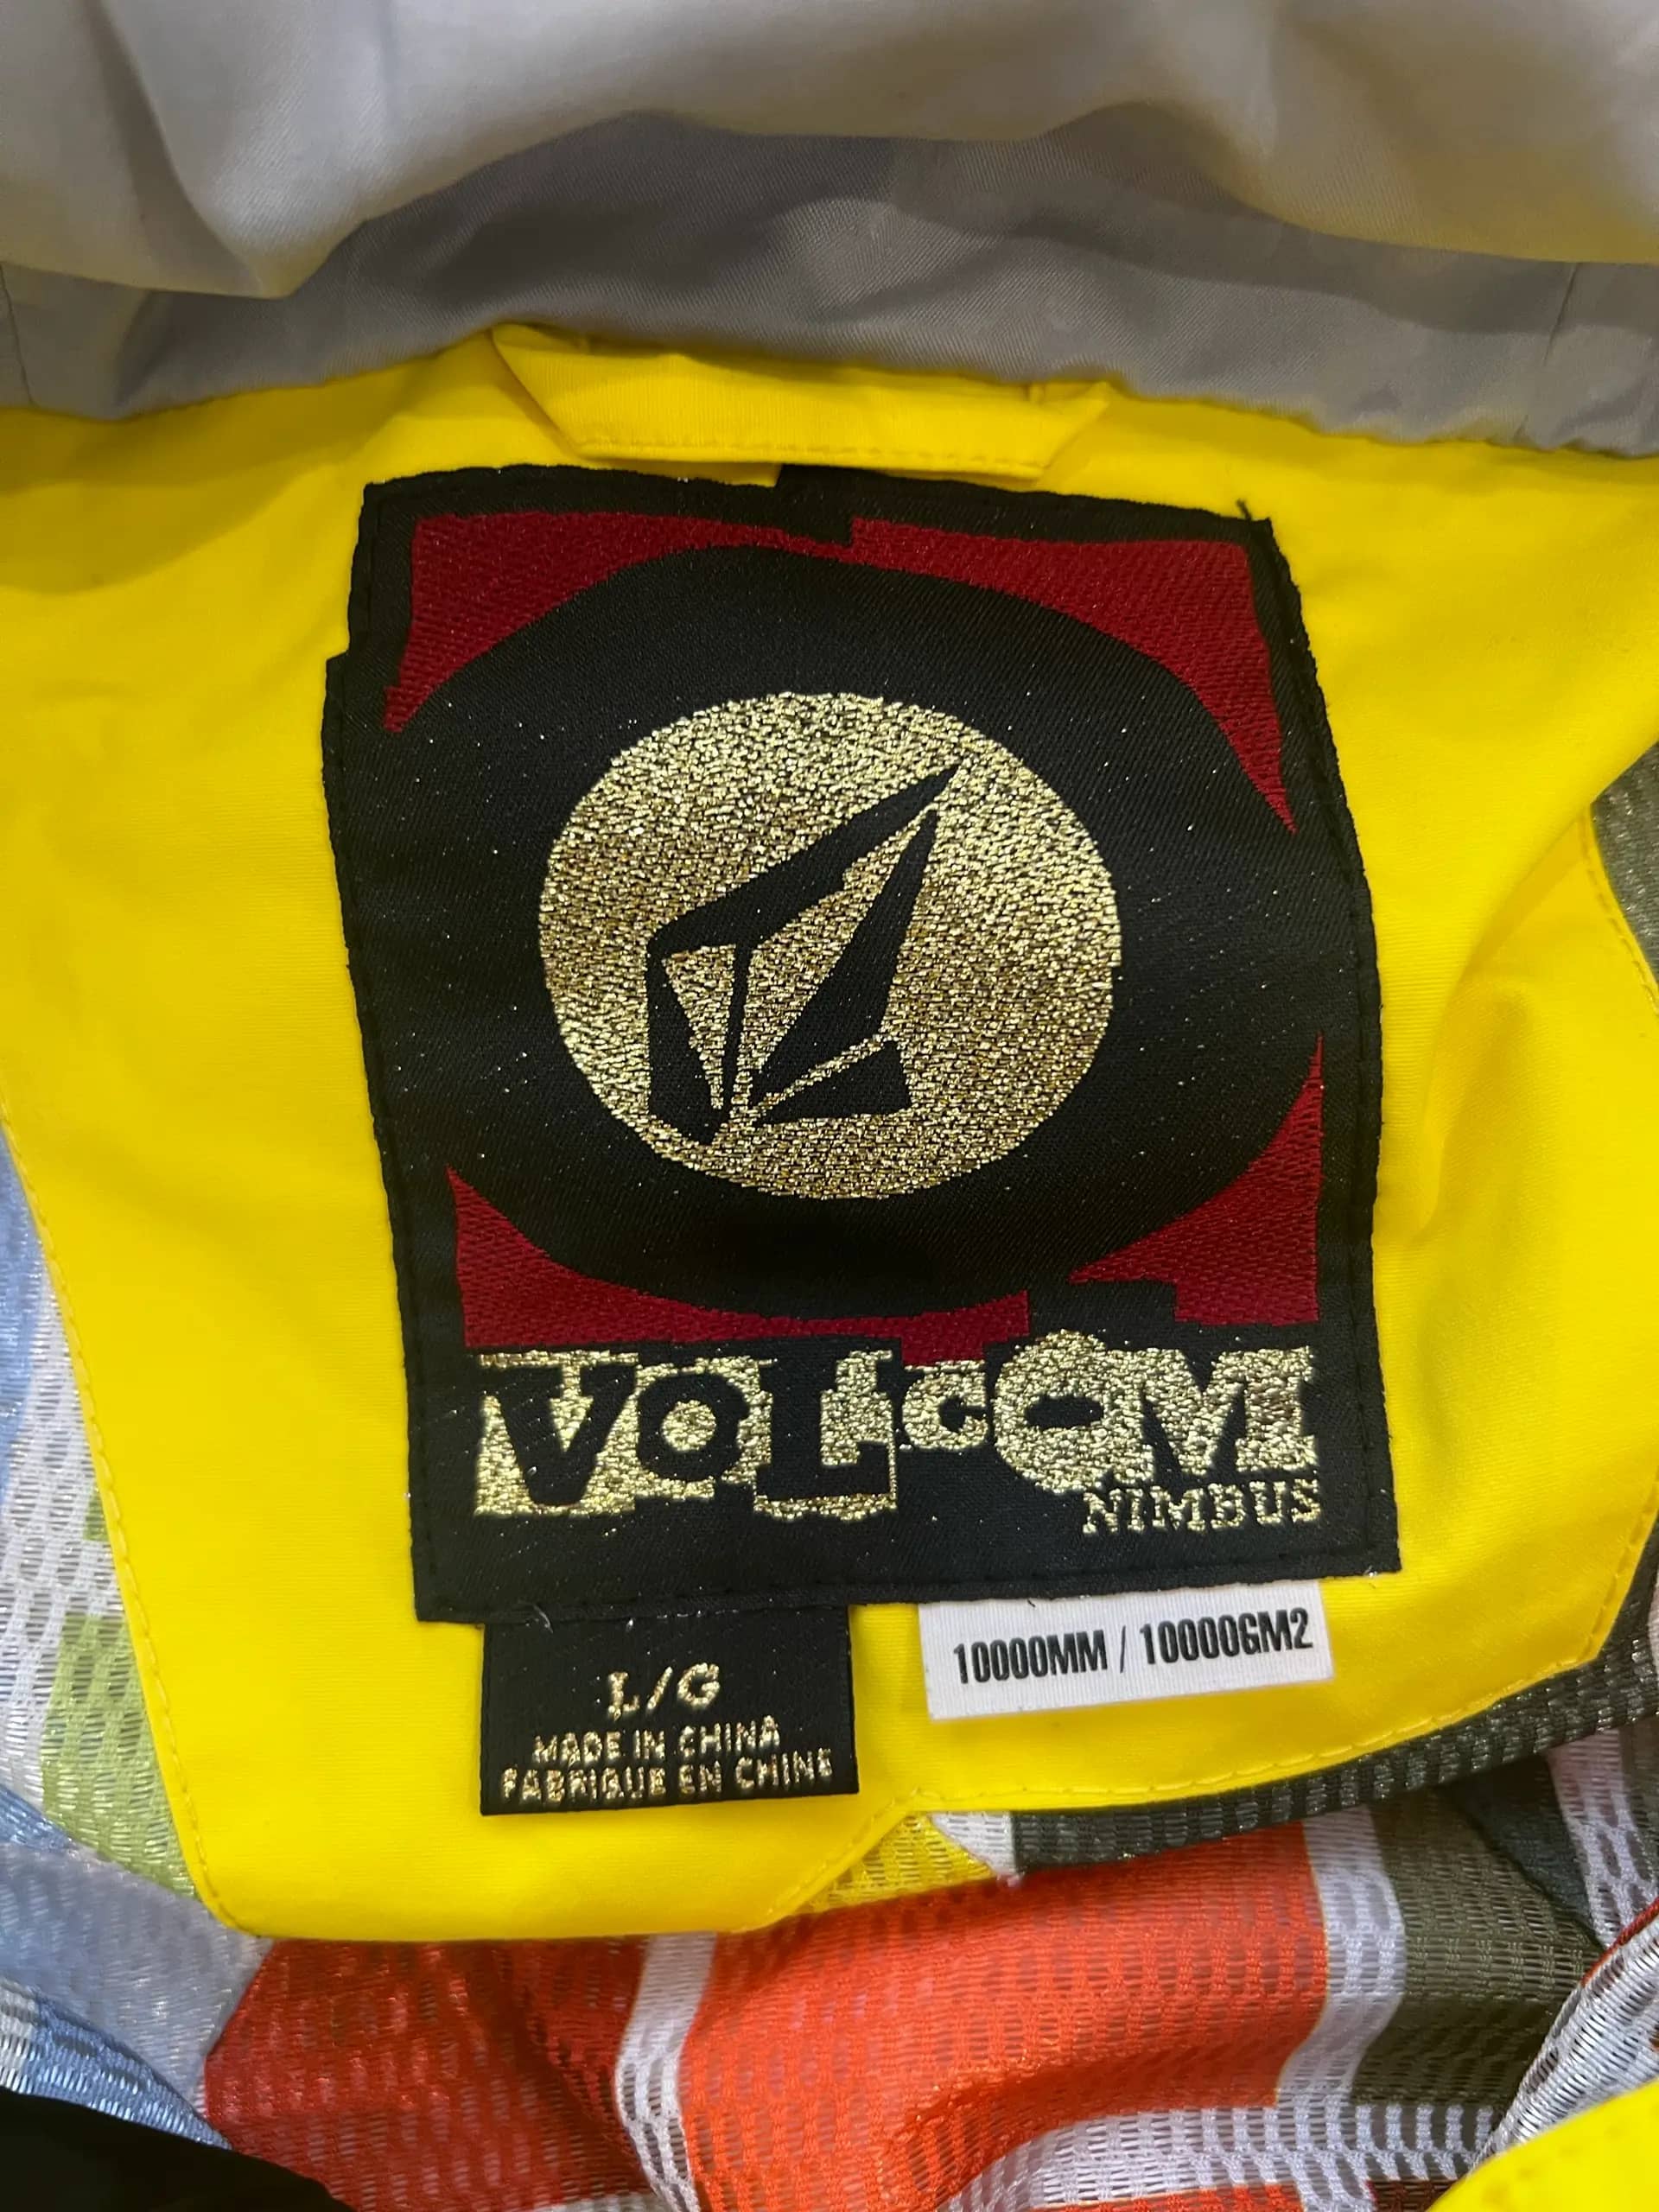 VOLCOM
NIMBUS
L/G
MADE IN CHINA
FABRIQUE EN CHINE
10000MM / 10000GM2